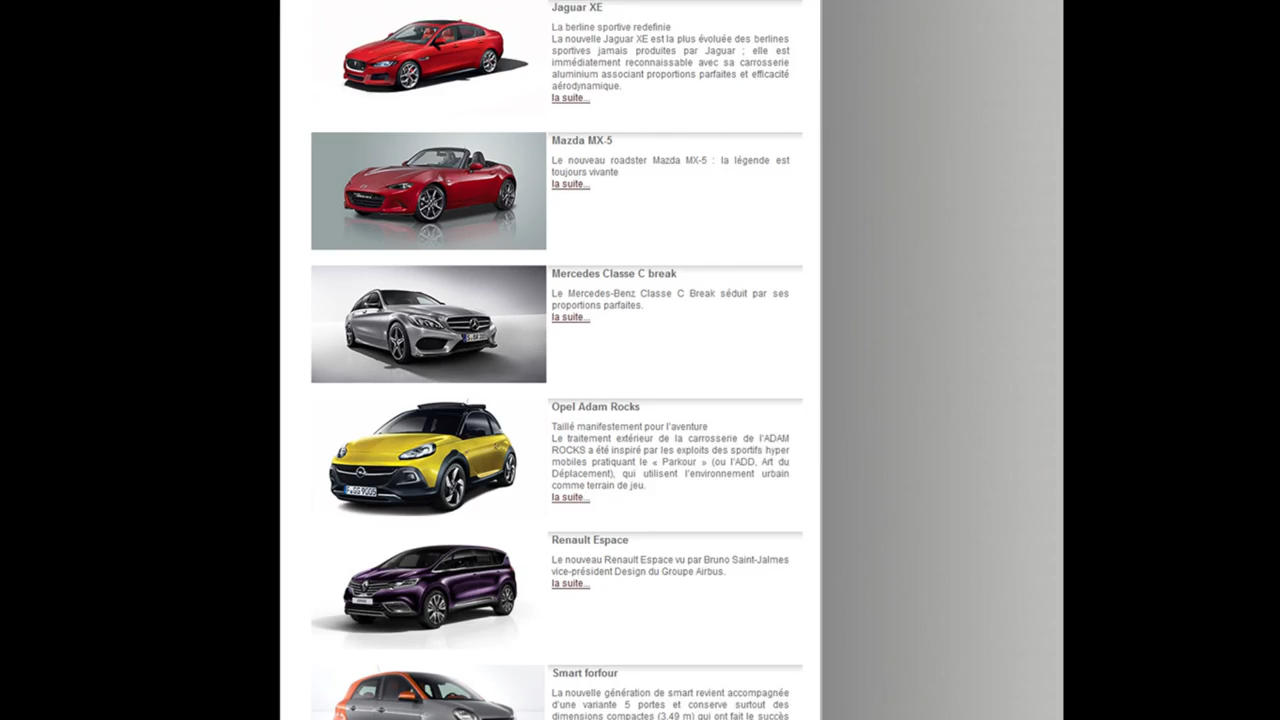 Jaguar XE
La berline sportive redefinie
La nouvelle Jaguar XE est la plus évoluée des berlines
sportives jamais produites par Jaguar ; elle est
immédiatement reconnaissable avec sa carrosserie
aluminium associant proportions parfaites et efficacité
aérodynamique.
la suite...
Mazda MX-5
Le nouveau roadster Mazda MX-5 : la légende est
toujours vivante
la suite...
Mercedes Classe C break
Le Mercedes-Benz Classe C Break séduit par ses
proportions parfaites.
la suite...
Opel Adam Rocks
Taillé manifestement pour l'aventure
Le traitement extérieur de la carrosserie de l'ADAM
ROCKS a été inspiré par les exploits des sportifs hyper
mobiles pratiquant le « Parkour » (ou l'ADD, Art du
Déplacement), qui utilisent l'environnement urbain
comme terrain de jeu.
la suite...
Renault Espace
Le nouveau Renault Espace vu par Bruno Saint-Jalmes
vice-président Design du Groupe Airbus.
la suite...
Smart forfour
La nouvelle génération de smart revient accompagnée
d'une variante 5 portes et conserve surtout des
dimensions compactes (3,49 m) qui ont fait le succès